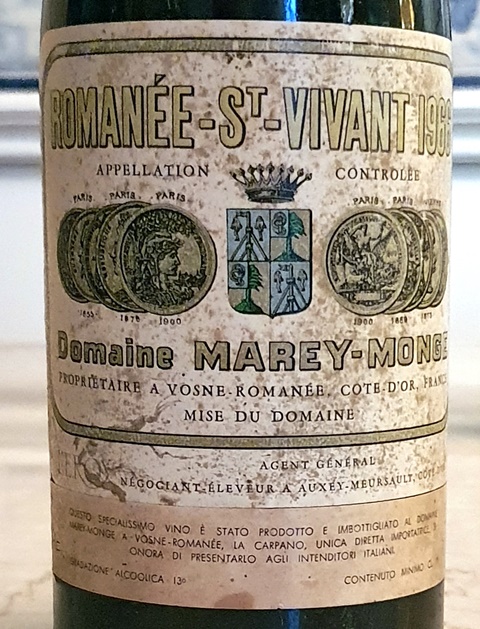 ROMANÉE-ST-VIVANT
APPELLATION CONTROLÉE
PARIS PARIS PARIS PARIS PARIS
1878 1900 1900
Domaine MAREY-MONGE
PROPRIÉTAIRE A VOSNE-ROMANÉE, COTE-D'OR, FRANCE
MISE DU DOMAINE
AGENT GÉNÉRAL
NÉGOCIANT-ÉLEVEUR A AUXEY-MEURSAULT,
QUESTO SPECIALISSIMO VINO È STATO PRODOTTO E IMBOTTIGLIATO AL
MAREY-MONGE A VOSNE-ROMANÉE, LA CARPANO, UNICA DIRETTA
ONORA DI PRESENTARLO AGLI INTENDITORI ITALIANI.
ALCOOLICA 13° CONTENUTO MINIMO